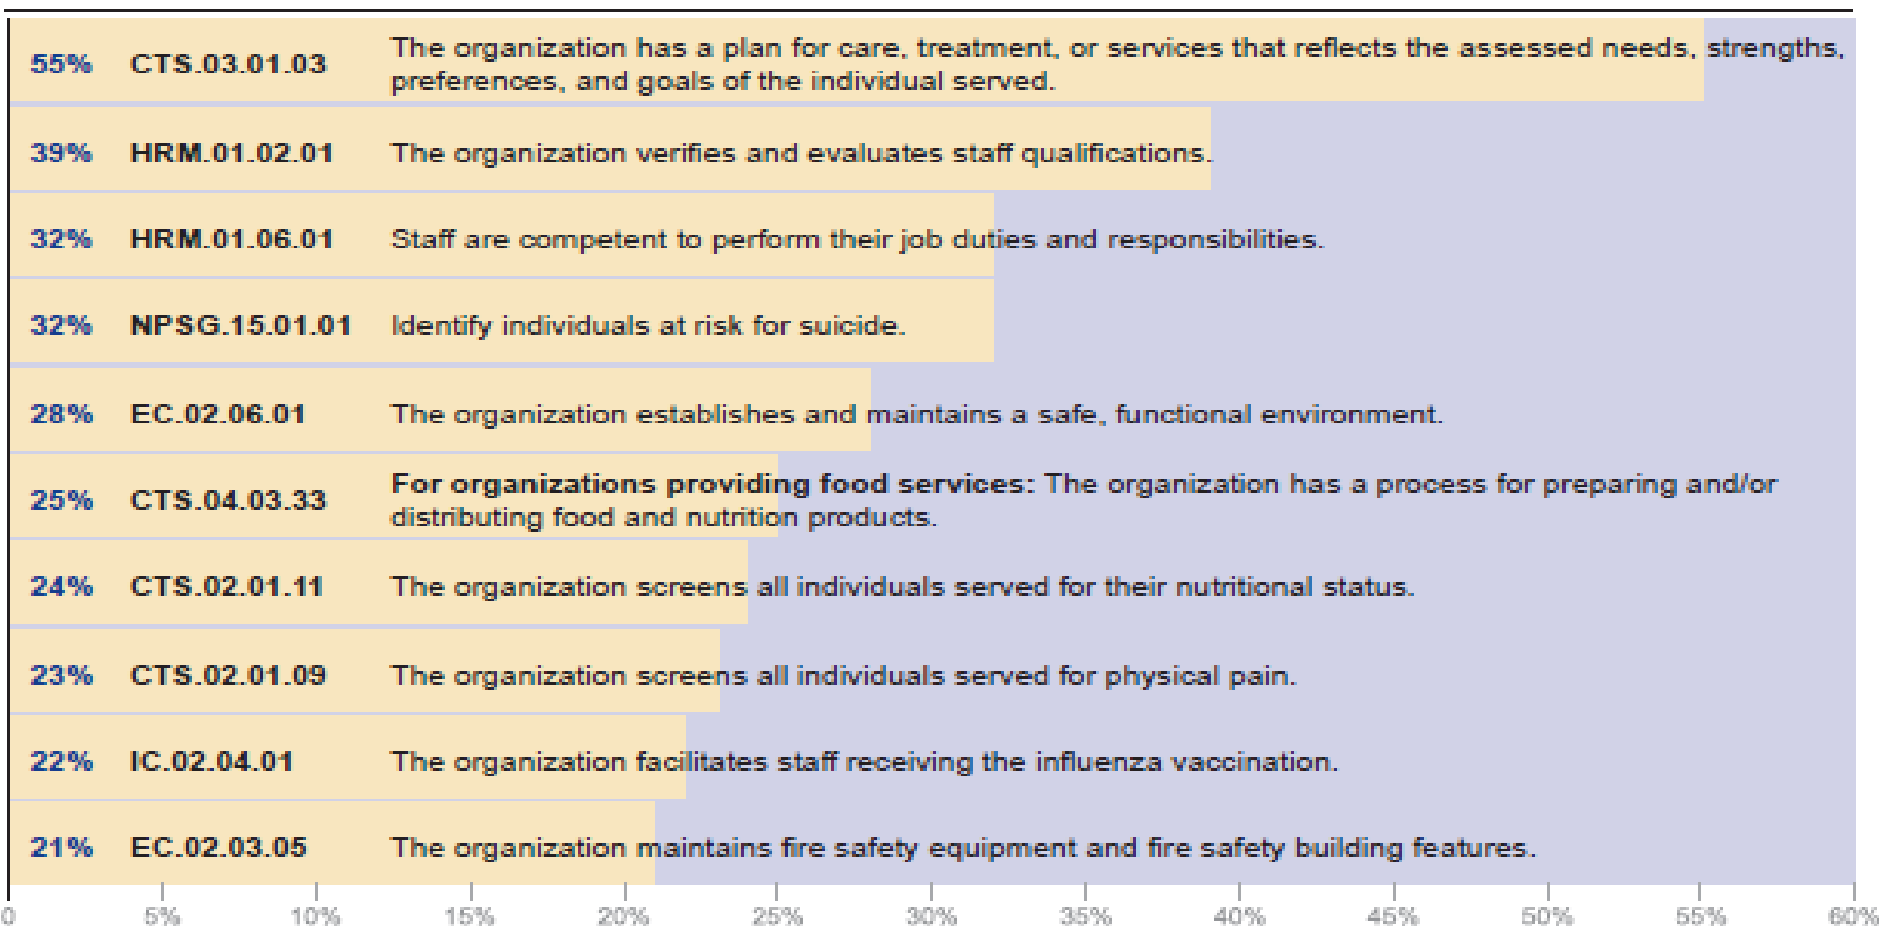 55% CTS.03.01.03 The organization has a plan for care, treatment, or services that reflects the assessed needs, strengths,
preferences, and goals of the individual served.
39% HRM.01.02.01 The organization verifies and evaluates staff qualifications.
32% HRM.01.06.01 Staff are competent to perform their job duties and responsibilities.
32% NPSG.15.01.01 Identify individuals at risk for suicide.
28% EC.02.06.01 The organization establishes and maintains a safe, functional environment.
25% CTS.04.03.33 For organizations providing food services: The organization has a process for preparing and/or
distributing food and nutrition products.
24% CTS.02.01.11 The organization screens all individuals served for their nutritional status.
23% CTS.02.01.09 The organization screens all individuals served for physical pain.
22% IC.02.04.01 The organization facilitates staff receiving the influenza vaccination.
21% EC.02.03.05 The organization maintains fire safety equipment and fire safety building features.
0 5% 10% 15% 20% 25% 30% 35% 40% 45% 50% 55% 60%